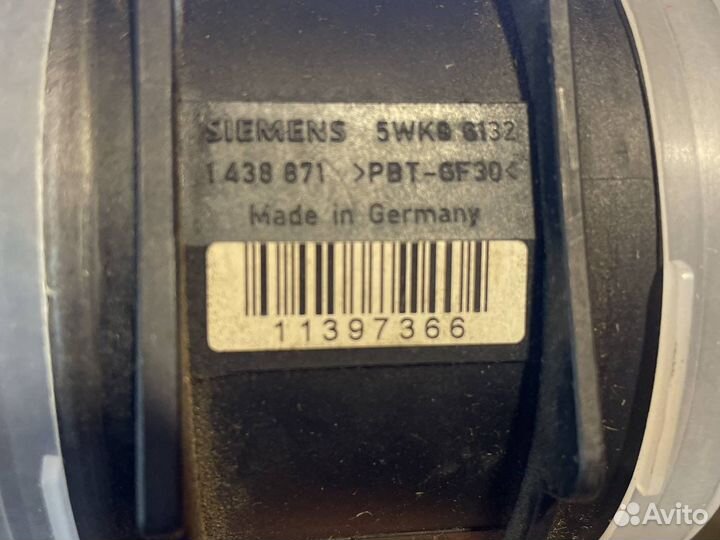 SIEMENS 5WK9 6132
1 438 871 >PBT-GF30<
Made in Germany
11397366
Avito